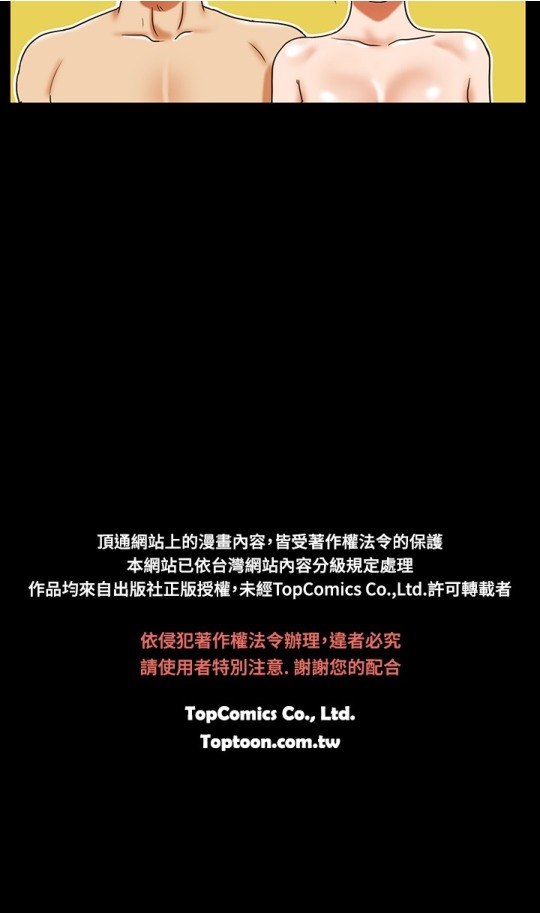 頂通網站上的漫畫內容，皆受著作權法令的保護
本網站已依台灣網站內容分級規定處理
作品均來自出版社正版授權，未經TopComics Co.,Ltd.許可轉載者
依侵犯著作權法令辦理，違者必究
請使用者特別注意. 謝謝您的配合
TopComics Co., Ltd.
Toptoon.com.tw